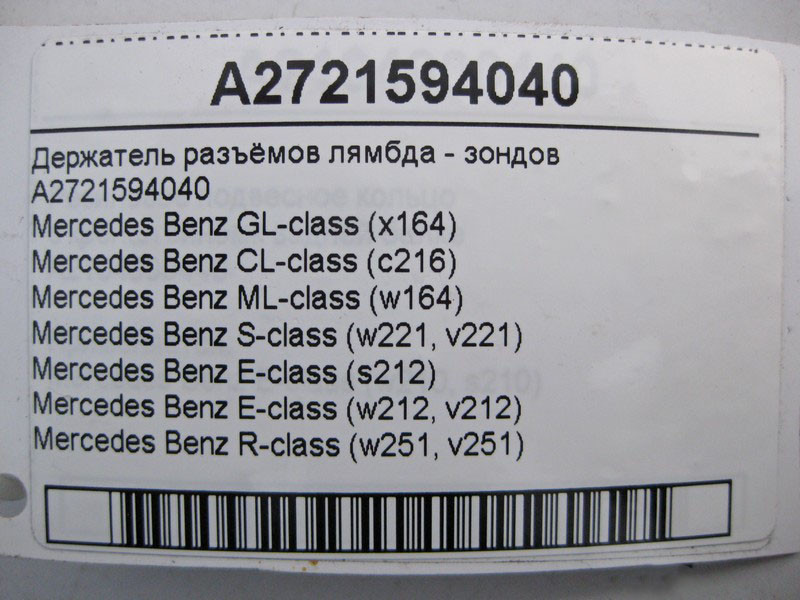 A2721594040
Держатель разъёмов лямбда - зондов
A2721594040
Mercedes Benz GL-class (x164)
Mercedes Benz CL-class (c216)
Mercedes Benz ML-class (w164)
Mercedes Benz S-class (w221, v221)
Mercedes Benz E-class (s212)
Mercedes Benz E-class (w212, v212)
Mercedes Benz R-class (w251, v251)